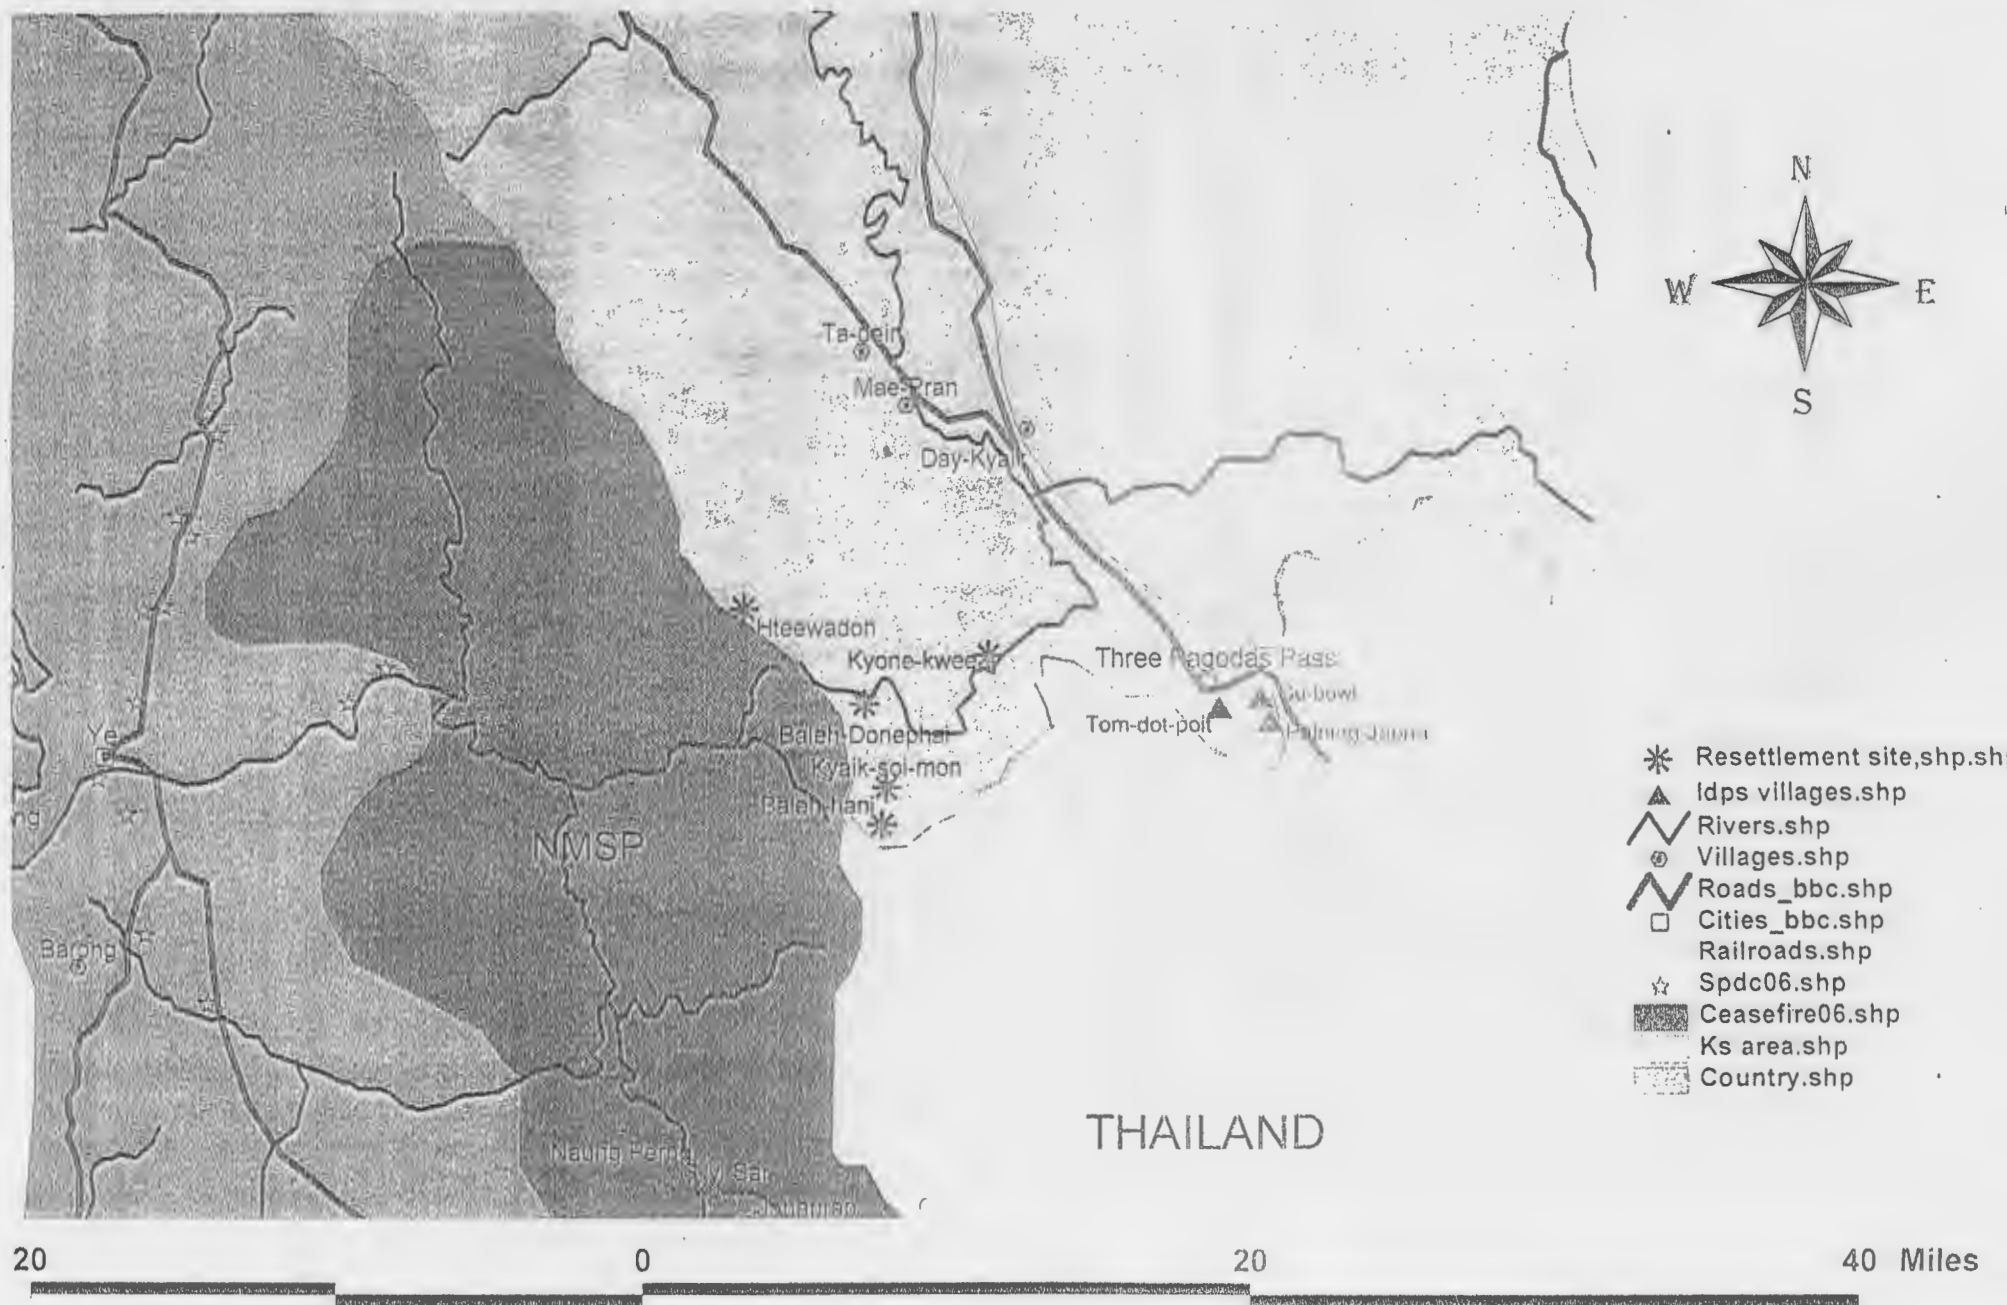 N
W E
S
Ta-dein
Mae-Pran
Day-Kyaik
Hteewadon
Kyone-kwee
Three Pagodas Pass
Tom-dot-poit
Ye
Baleh-Donephai
Kyaik-soi-mon
Baleh-hani
ng
NMSP
Barong
THAILAND
Resettlement site,shp.sh
Idps villages.shp
Rivers.shp
Villages.shp
Roads_bbc.shp
Cities_bbc.shp
Railroads.shp
Spdc06.shp
Ceasefire06.shp
Ks area.shp
Country.shp
20 0 20 40 Miles